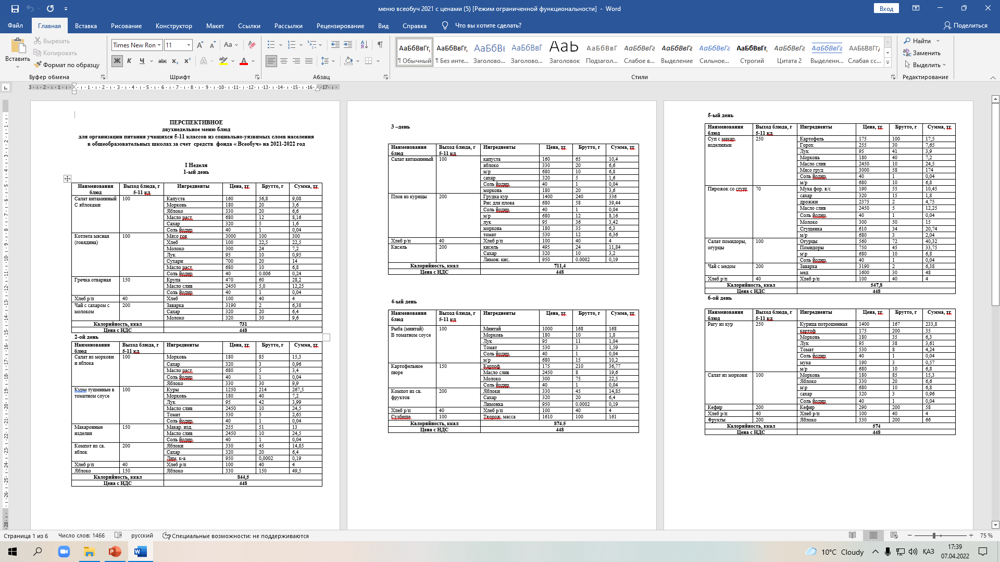 меню всеобуч 2021 с ценами (5) [Режим ограниченной функциональности] - Word
Вход
Файл Главная Вставка Рисование Конструктор Макет Ссылки Рассылки Рецензирование Вид Справка Что вы хотите сделать? Поделиться
Вставить
Вырезать
Копировать
Формат по образцу
Буфер обмена
Times New Ron 11
Шрифт
Абзац
¶ Обычный ¶ Без инте... Заголово... Заголово... Заголовок Подзагол... Слабое в... Выделение Сильное... Строгий Цитата 2 Выделенн... Слабая сс...
Стили
Найти
Заменить
Выделить
Редактирование
ПЕРСПЕКТИВНОЕ
двухнедельное меню блюд
для организации питания учащихся 5-11 классов из социально-уязвимых слоев населения
в общеобразовательных школах за счет средств фонда « Всеобуч» на 2021-2022 год
I Неделя
1-ый день
Наименования блюд Выход блюда, г 5-11 кл Ингредиенты Цена, тг Брутто, г Сумма, тг
Салат витаминный С яблоками 100 Капуста 160 56,8 9,08
Морковь 180 20 3,6
Яблоко 330 20 6,6
Масло раст. 680 12 8,16
Сахар 320 5 1,6
Соль йодир 40 1 0,04
Котлета мясная (говядина) 100 Мясо гов 3000 100 300
Хлеб 100 22,5 22,5
Молоко 300 24 7,2
Лук 95 10 0,95
Сухари 700 20 14
Масло раст. 680 10 6,8
Соль йодир 40 0.006 0,24
Гречка отварная 150 Крупа 470 60 28,2
Масло слив 2450 5,0 12,25
Соль йодир 40 1 0,04
Хлеб р/п 40 Хлеб 100 40 4
Чай с сахаром с молоком 200 Заварка 3190 2 6,38
Сахар 320 20 6,4
Молоко 320 30 9,6
Калорийность, ккал 731
Цена с НДС 448
2-ой день
Наименования блюд Выход блюда, г 5-11 кл Ингредиенты Цена, тг Брутто, г Сумма, тг
Салат из моркови и яблока 100 Морковь 180 85 15,3
Сахар 320 3 0,96
Масло раст. 680 5 3,4
Соль йодир 40 1 0,04
Яблоко 330 30 9,9
Куры тушенные в томатном соусе 100 Куры 1250 214 267,5
Морковь 180 40 7,2
Лук 95 42 3,99
Масло слив 2450 10 24,5
Томат 530 5 2,65
Соль йодир. 40 1 0,04
Макаронные изделия 150 Макар. изд. 255 51 13
Масло слив 2450 10 24,5
Соль йодир. 40 1 0,04
Компот из св. яблок 200 Яблоки 330 45 14,85
Сахар 320 20 6,4
Лим. к-а 950 0,0002 0,19
Хлеб р/п 40 Хлеб р/п 100 40 4
Яблоко 150 Яблоко 330 150 49,5
Калорийность, ккал 844,5
Цена с НДС 448
3 –день
Наименования блюд Выход блюда, г 5-11 кл Ингредиенты Цена, тг Брутто, г Сумма, тг
Салат витаминный 100 капуста 160 65 10,4
яблоко 330 20 6,6
м/р 680 10 6,8
сахар 320 5 1,6
Соль йодир. 40 1 0,04
морковь 180 20 3,6
Плов из курицы 200 Грудка кур 1400 240 336
Рис для плова 680 58 39,44
Соль йодир. 40 1 0,04
м/р 680 12 8,16
лук 95 36 3,42
морковь 180 35 6,3
томат 530 12 6,36
Хлеб р/п 40 Хлеб р/п 100 40 4
Кисель 200 кисель 495 24 11,84
Сахар 320 10 3,2
Лимон. кис. 950 0.0002 0,19
Калорийность, ккал 711,4
Цена с НДС 448
4-ый день
Наименования блюд Выход блюда, г 5-11 кл Ингредиенты Цена, тг Брутто, г Сумма, тг
Рыба (минтай) В томатном соусе 100 Минтай 1000 168 168
Морковь 180 10 1,8
Лук 95 11 1,04
Томат 530 3 1,59
Соль йодир. 40 1 0,04
м/р 680 15 10,2
Картофельное пюре 150 Картоф 175 210 36,77
Масло слив 2450 8 19,6
Молоко 300 75 22,5
Соль йодир 40 1 0,04
Компот из св. фруктов 200 Яблоки 330 45 14,85
Сахар 320 20 6,4
Лимонка 950 0.0002 0,19
Хлеб р/п 40 Хлеб р/п 100 40 4
Сузбеше 100 Творож. масса 1610 100 161
Калорийность, ккал 874.5
Цена с НДС 448
5-ый день
Наименования блюд Выход блюда, г 5-11 кл Ингредиенты Цена, тг Брутто, г Сумма, тг
Суп с макар. изделиями 250 Картофель 175 100 17,5
Горох 255 30 7,65
Лук 95 41 3,9
Морковь 180 40 7,2
Масло слив 2450 10 24,5
Мясо груд 3000 58 174
Соль йодир. 40 1 0,04
м/р 680 10 6,8
Пирожок со сгущ. 70 Мука фор. в/с 190 55 10,45
сахар 320 15 1,8
дрожжи 2375 2 4,75
Масло слив 2450 5 12,25
Соль йодир. 40 1 0,04
Молоко 300 50 15
Сгущенка 610 34 20,74
м/р 680 3 2,04
Салат помидоры, огурцы 100 Огурцы 560 72 40,32
Помидоры 750 45 33,75
м\р 680 10 6,8
Соль йодир. 40 1 0,04
Чай с медом 200 Заварка 3190 2 6,38
мед 1600 30 48
Хлеб р/п 40 Хлеб р/п 100 40 4
Калорийность, ккал 547,8
Цена с НДС 448
6-ой день
Наименования блюд Выход блюда, г 5-11 кл Ингредиенты Цена, тг Брутто, г Сумма, тг
Рагу из кур 250 Курица потрошенная 1400 167 233,8
картоф 175 200 35
Морковь 180 35 6,3
Лук 95 38 3,61
Томат 530 8 4,24
Соль йодир. 40 1 0,04
мука 190 3 0,57
м/р 680 10 6,8
Салат из моркови 100 Морковь 180 85 15,3
Яблоко 330 20 6,6
м\р 680 10 6,8
сахар 320 3 0,96
Соль йодир 40 1 0,04
Кефир 200 Кефир 290 200 58
Хлеб р/п 40 Хлеб р/п 100 40 4
Фрукты 200 Яблоко 330 200 66
Калорийность, ккал 574
Цена с НДС 448
Страница 1 из 6 Число слов: 1466 русский Специальные возможности: не поддерживаются 75 %
10°C Cloudy ҚАЗ 17:39
07.04.2022